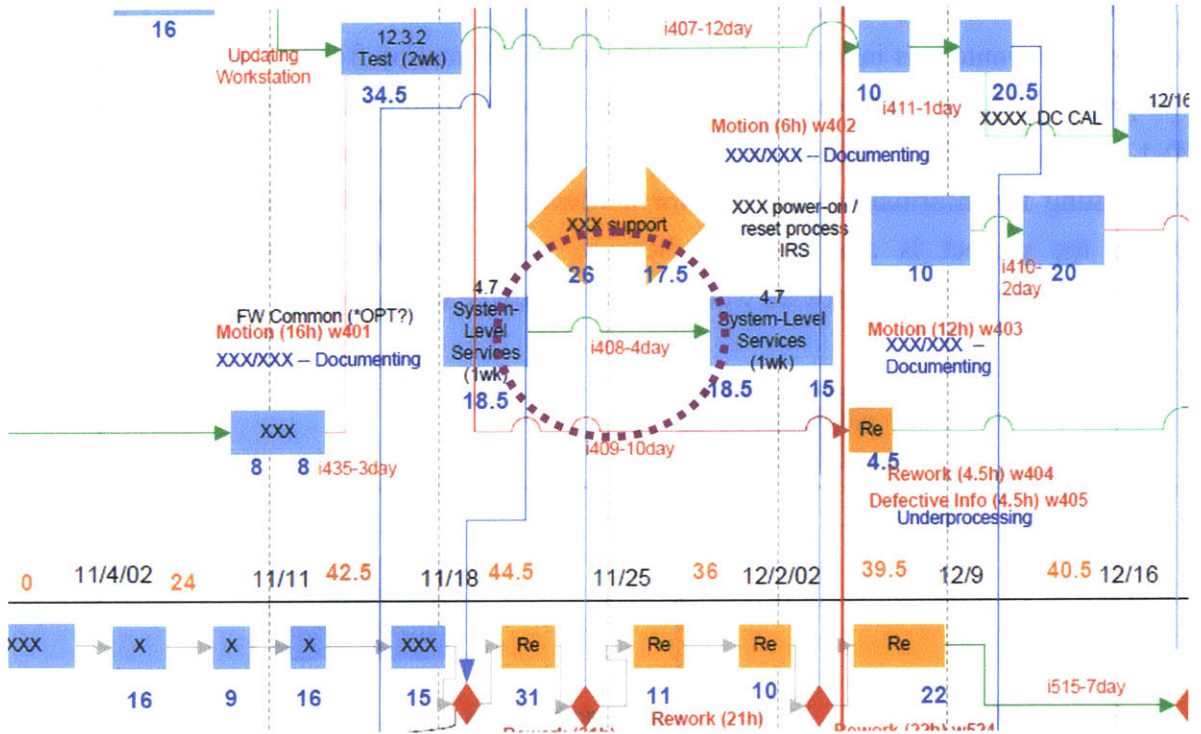 16
12.3.2
Test (2wk)
i407-12day
Updating
Workstation
34.5
10
20.5
i411-1day
12/16
XXXX, DC CAL
Motion (6h) w402
XXX/XXX -- Documenting
XXX support
XXX power-on /
reset process
IRS
26
17.5
10
i410-
2day
20
4.7
System-
Level
Services
(1wk)
18.5
4.7
System-Level
Services
(1wk)
18.5
15
i408-4day
FW Common (*OPT?)
Motion (16h) w401
XXX/XXX -- Documenting
Motion (12h) w403
XXX/XXX --
Documenting
XXX
8
8
i435-3day
i409-10day
Re
4.5
Rework (4.5h) w404
Defective Info (4.5h) w405
Underprocessing
0
11/4/02
24
11/11
42.5
11/18
44.5
11/25
36
12/2/02
39.5
12/9
40.5
12/16
XXX
X
X
X
XXX
Re
Re
Re
Re
16
9
16
15
31
11
10
22
i515-7day
Rework (21h)
Rework (21h)
Rework (22h) w524